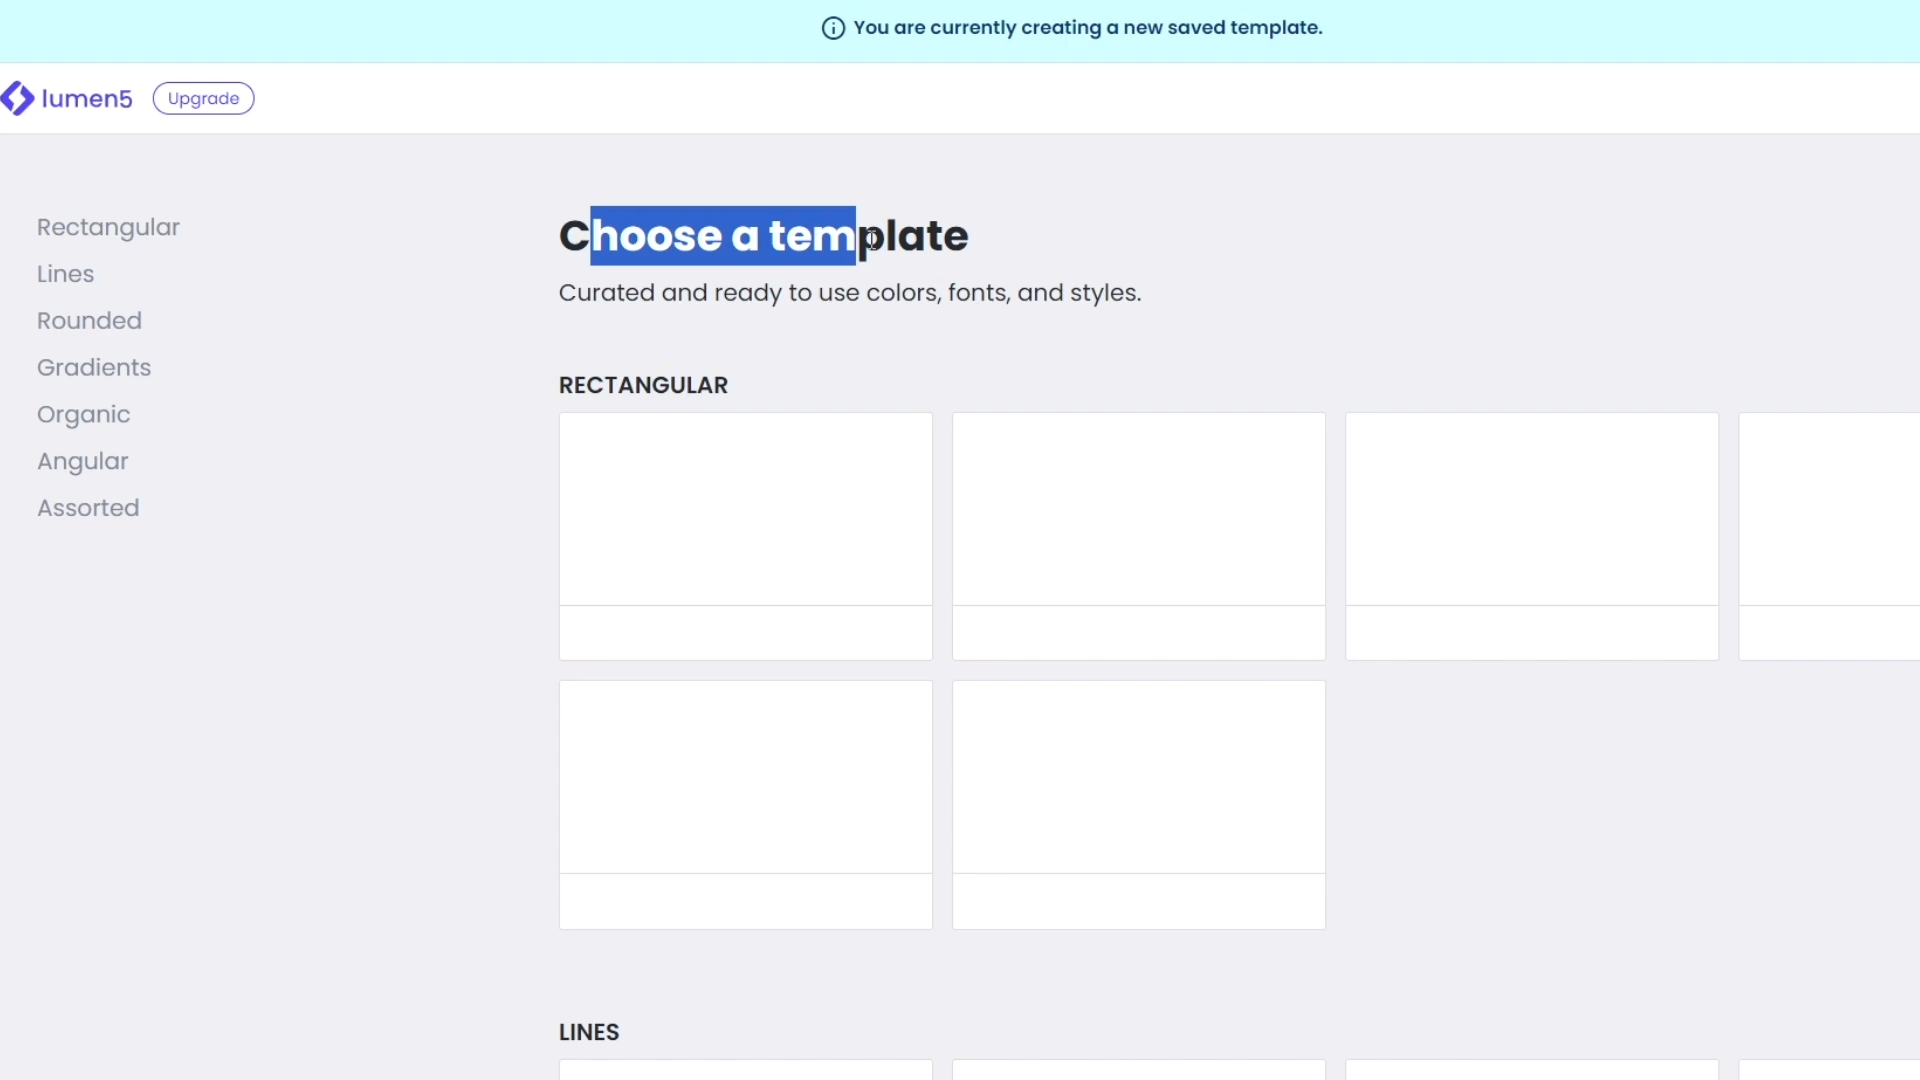 You are currently creating a new saved template.
lumen5
Upgrade
Rectangular
Lines
Rounded
Gradients
Organic
Angular
Assorted
Choose a template
Curated and ready to use colors, fonts, and styles.
RECTANGULAR
LINES